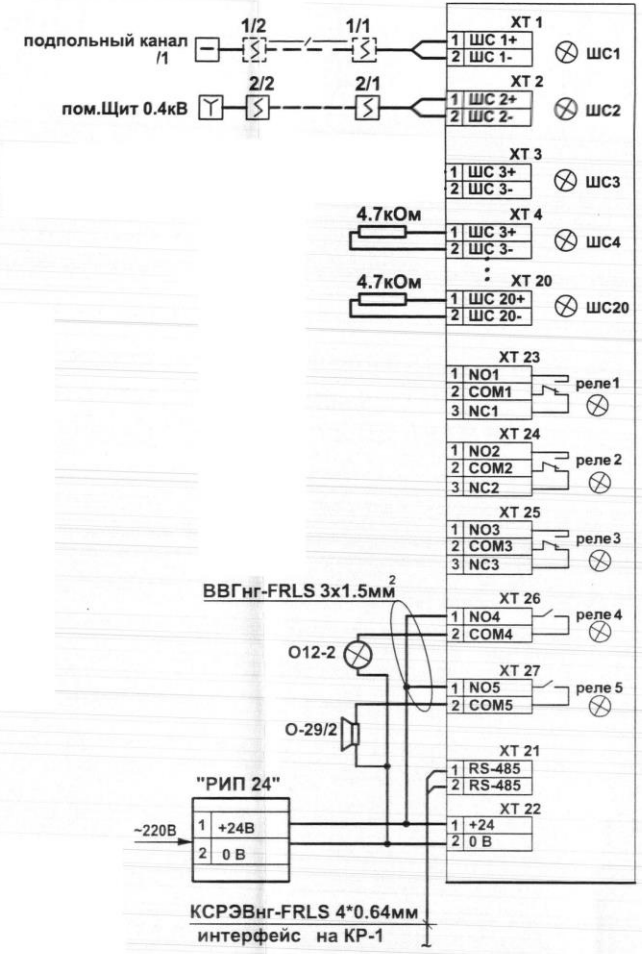 1/2 1/1 ХТ 1
подпольный канал
/1
1 ШС 1+
2 ШС 1-
ШС1
2/2 2/1 ХТ 2
пом.Щит 0.4кВ
1 ШС 2+
2 ШС 2-
ШС2
ХТ 3
1 ШС 3+
2 ШС 3-
ШС3
4.7кОм ХТ 4
1 ШС 3+
2 ШС 3-
ШС4
4.7кОм ХТ 20
1 ШС 20+
2 ШС 20-
ШС20
ХТ 23
1 NO1
2 COM1
3 NC1
реле1
ХТ 24
1 NO2
2 COM2
3 NC2
реле 2
ХТ 25
1 NO3
2 COM3
3 NC3
реле3
ВВГнг-FRLS 3х1.5мм²
ХТ 26
1 NO4
2 COM4
реле4
О12-2
ХТ 27
1 NO5
2 COM5
реле 5
О-29/2
ХТ 21
1 RS-485
2 RS-485
"РИП 24"
ХТ 22
~220В
1 +24В
2 0 В
1 +24
2 0 В
КСРЭВнг-FRLS 4*0.64мм
интерфейс на КР-1